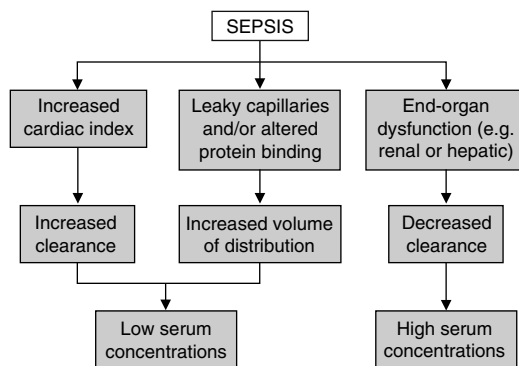 SEPSIS
Increased
cardiac index
Leaky capillaries
and/or altered
protein binding
End-organ
dysfunction (e.g.
renal or hepatic)
Increased
clearance
Increased volume
of distribution
Decreased
clearance
Low serum
concentrations
High serum
concentrations